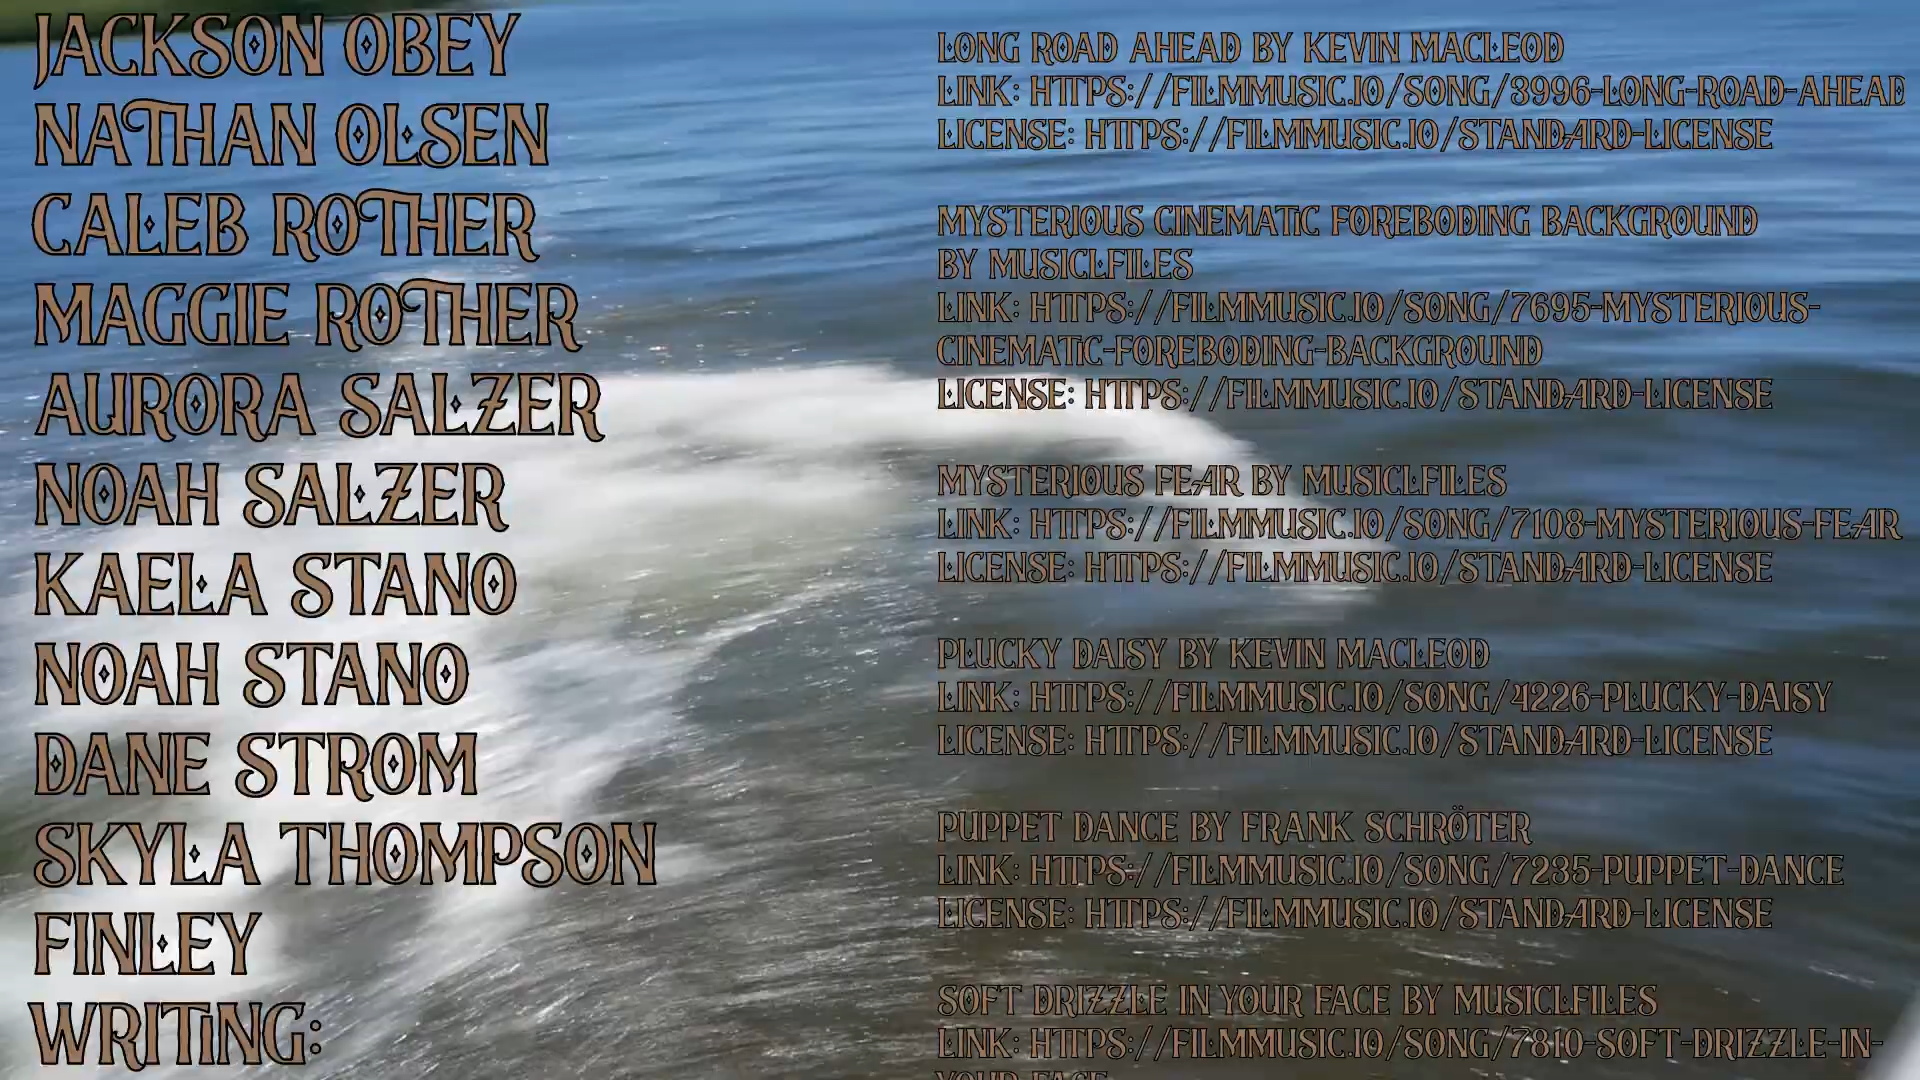 JACKSON OBEY
NATHAN OLSEN
CALEB ROTHER
MAGGIE ROTHER
AURORA SALZER
NOAH SALZER
KAELA STANO
NOAH STANO
DANE STROM
SKYLA THOMPSON
FINLEY
WRITING:
LONG ROAD AHEAD BY KEVIN MACLEOD
LINK: HTTPS://FILMMUSIC.IO/SONG/3996-LONG-ROAD-AHEAD
LICENSE: HTTPS://FILMMUSIC.IO/STANDARD-LICENSE
MYSTERIOUS CINEMATIC FOREBODING BACKGROUND
BY MUSICLFILES
LINK: HTTPS://FILMMUSIC.IO/SONG/7695-MYSTERIOUS-
CINEMATIC-FOREBODING-BACKGROUND
LICENSE: HTTPS://FILMMUSIC.IO/STANDARD-LICENSE
MYSTERIOUS FEAR BY MUSICLFILES
LINK: HTTPS://FILMMUSIC.IO/SONG/7108-MYSTERIOUS-FEAR
LICENSE: HTTPS://FILMMUSIC.IO/STANDARD-LICENSE
PLUCKY DAISY BY KEVIN MACLEOD
LINK: HTTPS://FILMMUSIC.IO/SONG/4226-PLUCKY-DAISY
LICENSE: HTTPS://FILMMUSIC.IO/STANDARD-LICENSE
PUPPET DANCE BY FRANK SCHRÖTER
LINK: HTTPS://FILMMUSIC.IO/SONG/7235-PUPPET-DANCE
LICENSE: HTTPS://FILMMUSIC.IO/STANDARD-LICENSE
SOFT DRIZZLE IN YOUR FACE BY MUSICLFILES
LINK: HTTPS://FILMMUSIC.IO/SONG/7810-SOFT-DRIZZLE-IN-
YOUR-FACE